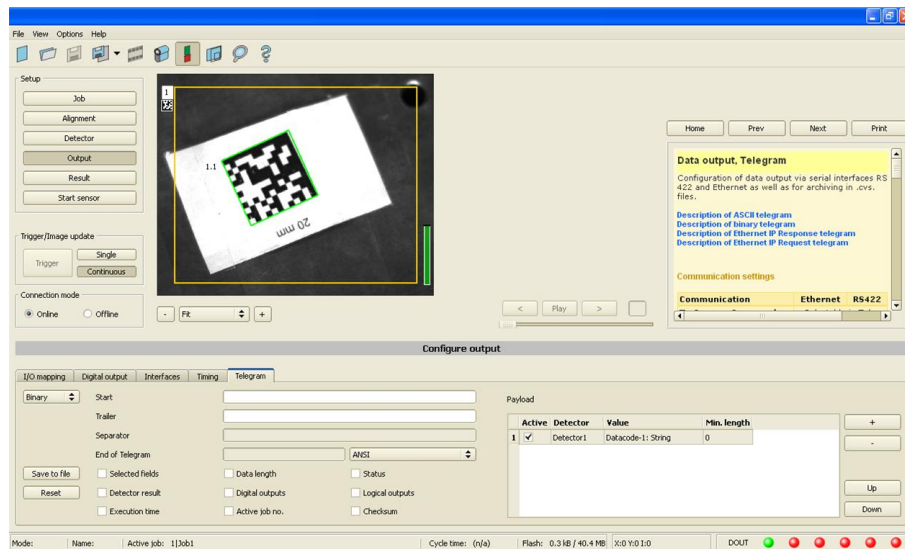 File View Options Help
Setup
Job
Alignment
Detector
Output
Result
Start sensor
Trigger/Image update
Trigger
Single
Continuous
Connection mode
Online Offline
1
1.1
20 mm
- Fit +
< Play >
Home Prev Next Print
Data output, Telegram
Configuration of data output via serial interfaces RS
422 and Ethernet as well as for archiving in .cvs.
files.
Description of ASCII telegram
Description of binary telegram
Description of Ethernet IP Response telegram
Description of Ethernet IP Request telegram
Communication settings
Communication Ethernet RS422
Configure output
I/O mapping Digital output Interfaces Timing Telegram
Binary Start
Trailer
Separator
End of Telegram ANSI
Save to file Selected fields Data length Status
Reset Detector result Digital outputs Logical outputs
Execution time Active job no. Checksum
Payload
Active Detector Value Min. length
1 Detector1 Datacode-1: String 0
+
-
Up
Down
Mode: Name: Active job: 1|Job1 Cycle time: (n/a) Flash: 0.3 kB / 40.4 MB X:0 Y:0 I:0 DOUT